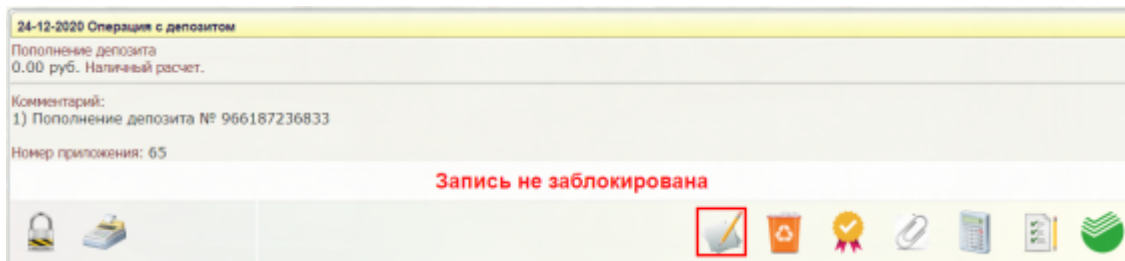 24-12-2020 Операция с депозитом
Пополнение депозита
0.00 руб. Наличный расчет.
Комментарий:
1) Пополнение депозита № 966187236833
Номер приложения: 65
Запись не заблокирована